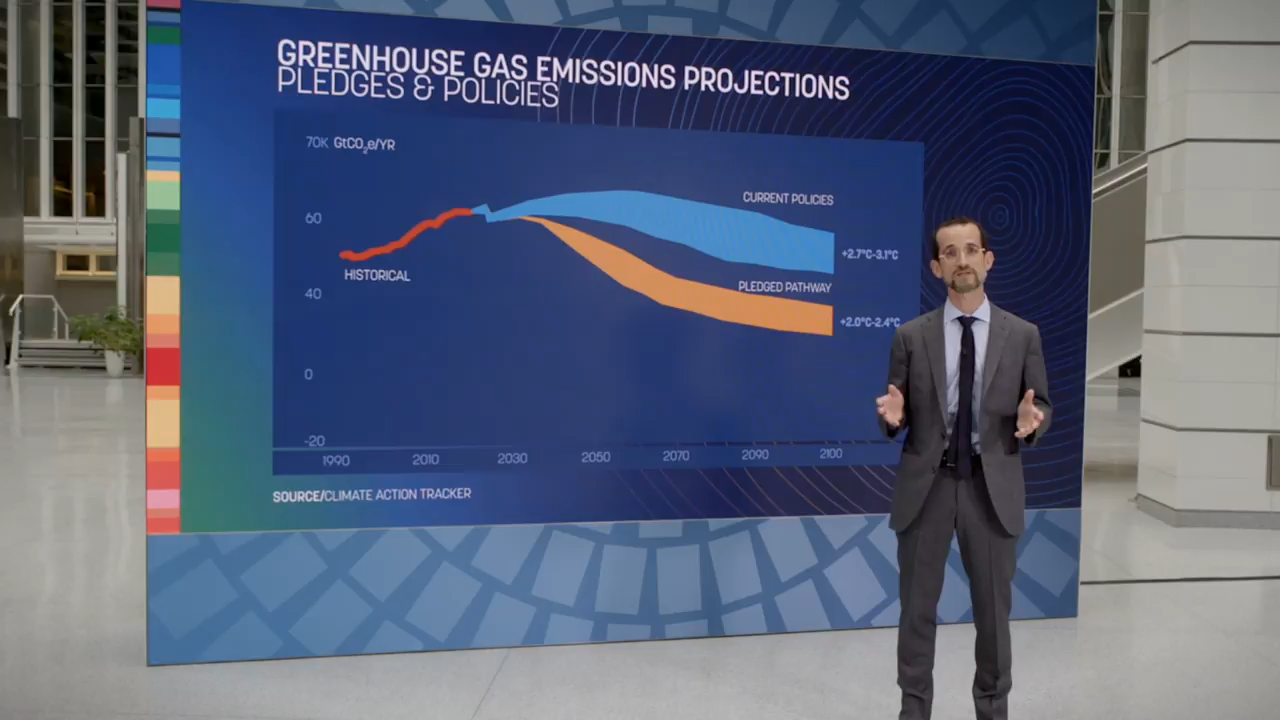 GREENHOUSE GAS EMISSIONS PROJECTIONS
PLEDGES & POLICIES
70K GtCO₂e/YR
60
40
0
-20
HISTORICAL
CURRENT POLICIES
+2.7°C-3.1°C
PLEDGED PATHWAY
+2.0°C-2.4°C
1990 2010 2030 2050 2070 2090 2100
SOURCE/CLIMATE ACTION TRACKER